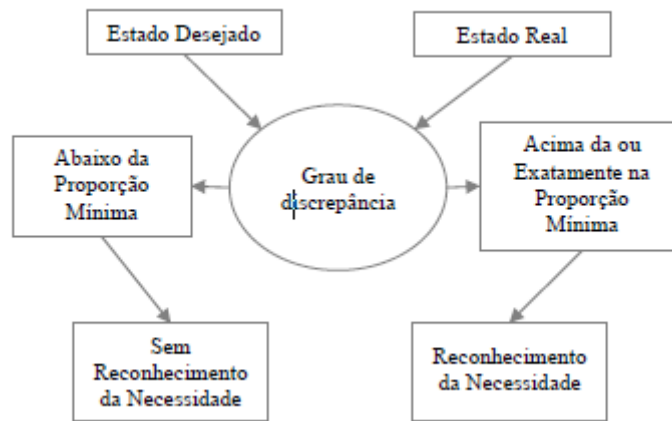 Estado Desejado
Estado Real
Grau de
discrepância
Abaixo da
Proporção
Mínima
Acima da ou
Exatamente na
Proporção
Mínima
Sem
Reconhecimento
da Necessidade
Reconhecimento
da Necessidade